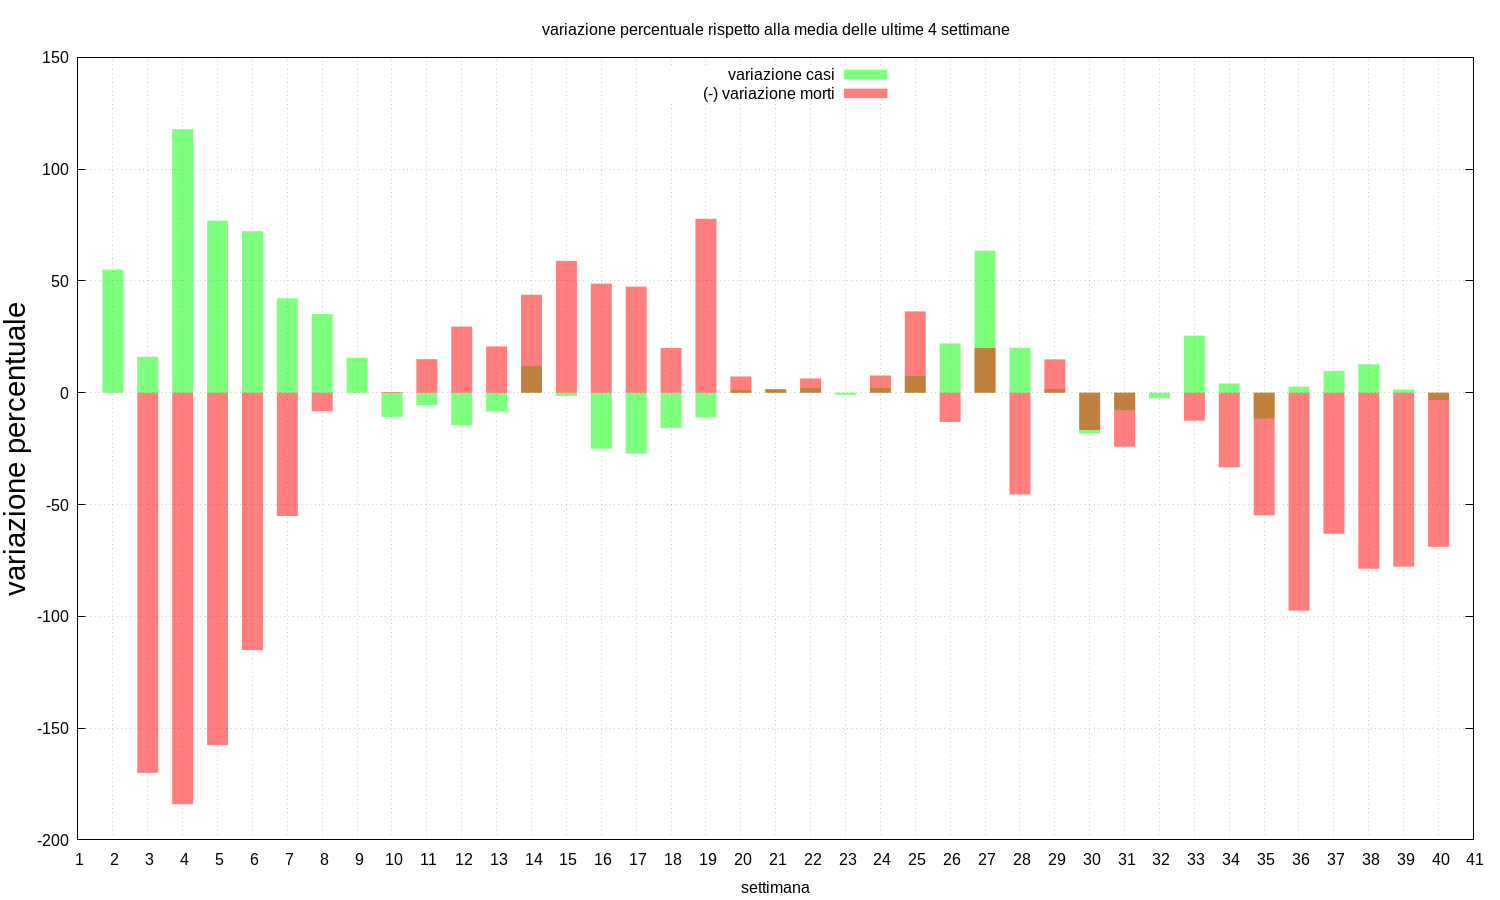 variazione percentuale rispetto alla media delle ultime 4 settimane
variazione casi
(-) variazione morti
variazione percentuale
150
100
50
0
-50
-100
-150
-200
1 2 3 4 5 6 7 8 9 10 11 12 13 14 15 16 17 18 19 20 21 22 23 24 25 26 27 28 29 30 31 32 33 34 35 36 37 38 39 40 41
settimana